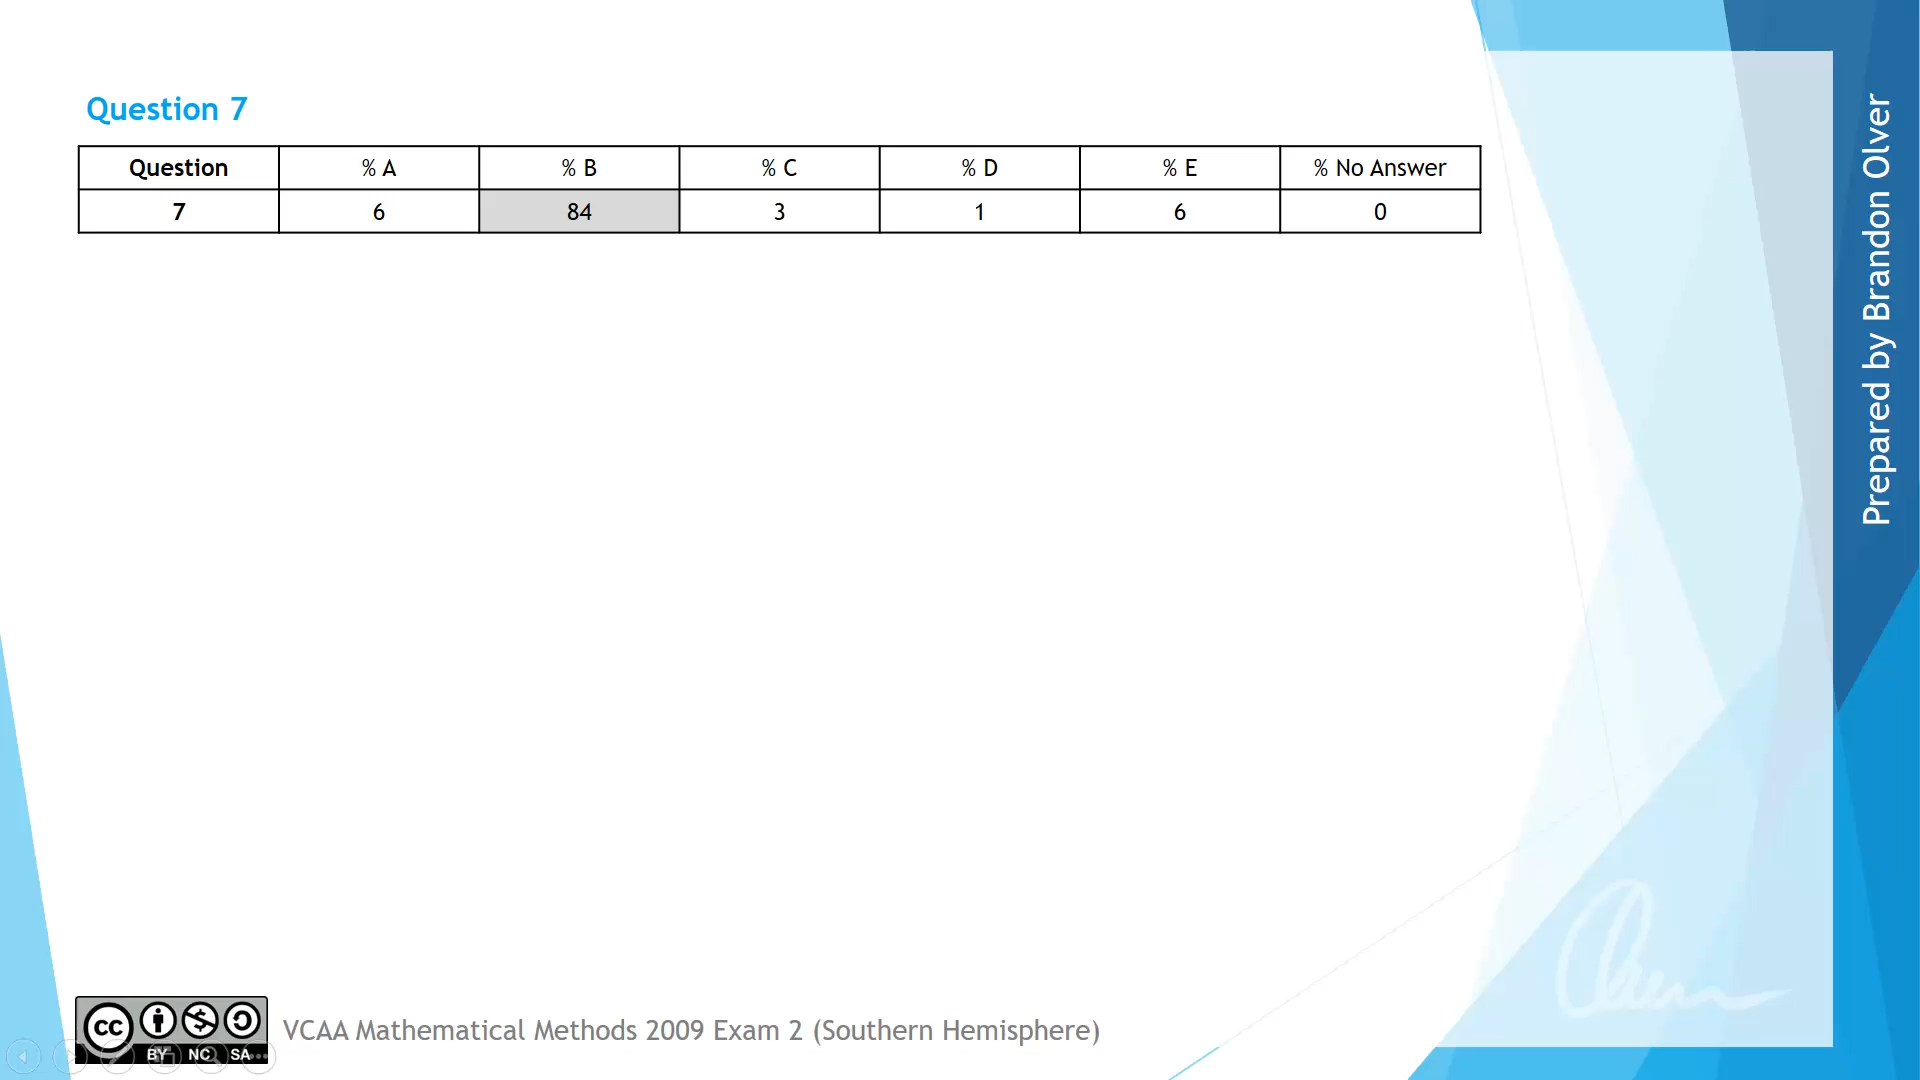 Question 7
Question % A % B % C % D % E % No Answer
7 6 84 3 1 6 0
Prepared by Brandon Olver
cc BY NC SA
VCAA Mathematical Methods 2009 Exam 2 (Southern Hemisphere)